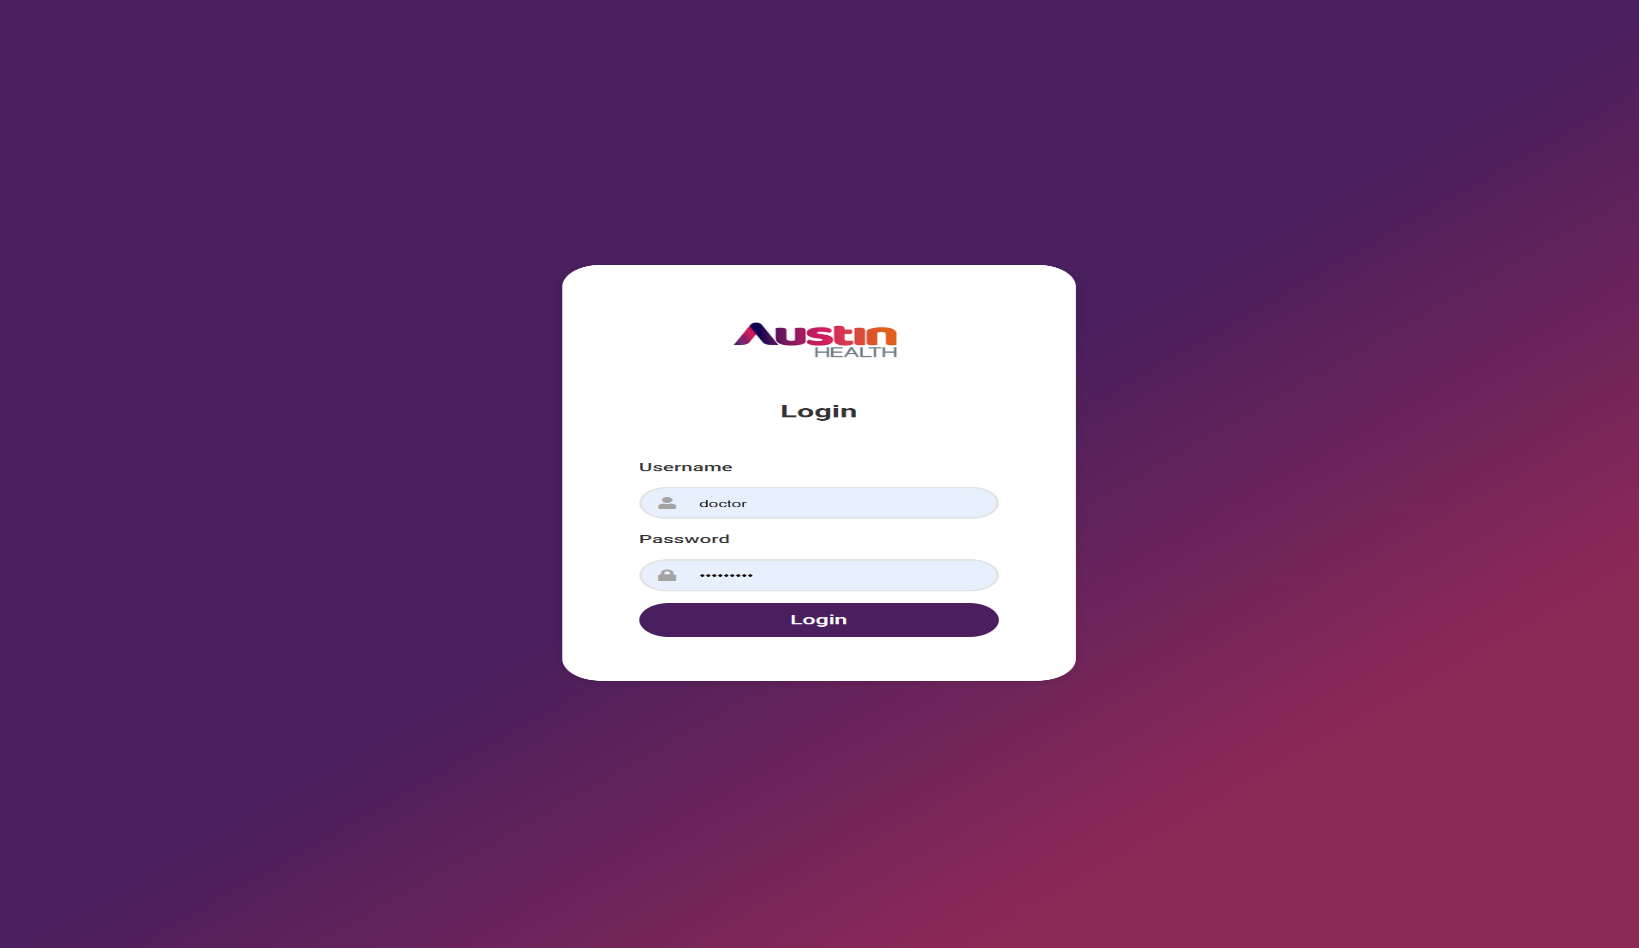 Austin
HEALTH
Login
Username
doctor
Password
•••••••••
Login